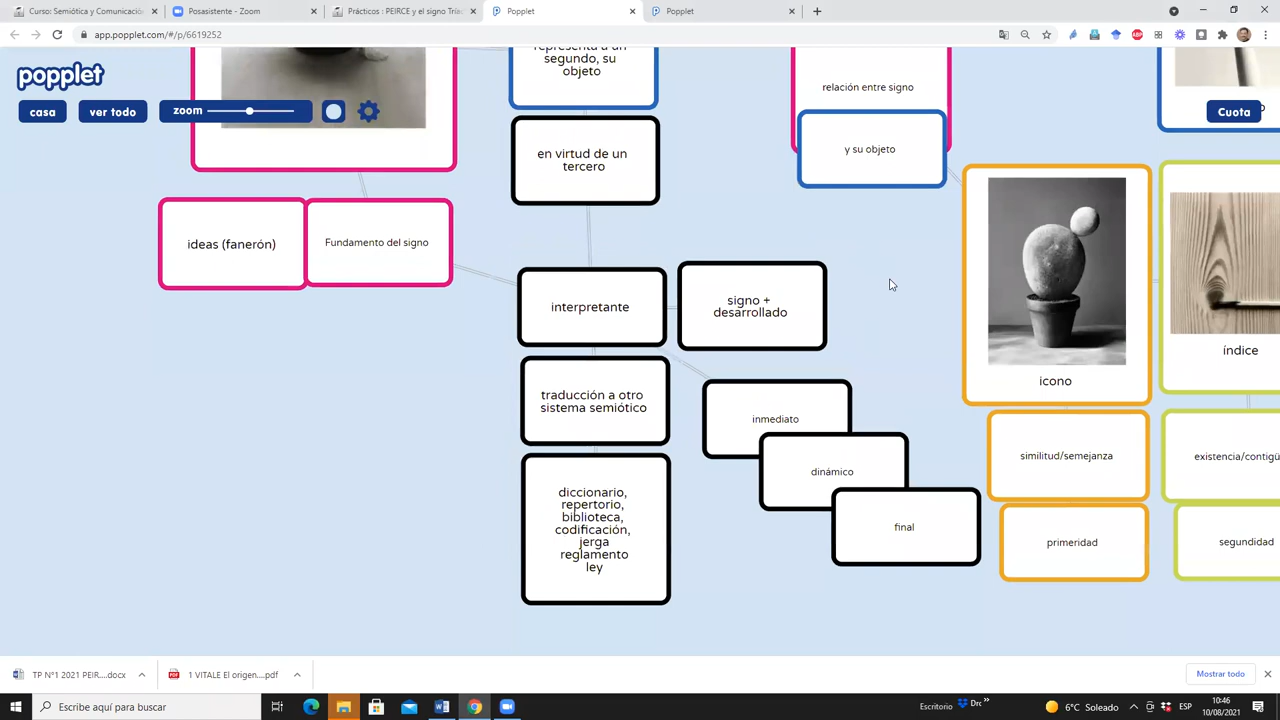 Curso: Semiótica y Comunicació
Posasistente - Zoom
Prácticos : PEIRCE y el signo Tria
Popplet
Popplet
app.popplet.com/#/p/6619252
popplet
casa
ver todo
zoom
Cuota
representa a un
segundo, su
objeto
en virtud de un
tercero
relación entre signo
y su objeto
ideas (fanerón)
Fundamento del signo
interpretante
signo +
desarrollado
traducción a otro
sistema semiótico
diccionario,
repertorio,
biblioteca,
codificación,
jerga
reglamento
ley
inmediato
dinámico
final
icono
similitud/semejanza
primeridad
índice
existencia/contigü
segundidad
TP N°1 2021 PEIR....docx
1 VITALE El origen....pdf
Mostrar todo
Escribe aquí para buscar
Escritorio
Drc
6°C Soleado
ESP
10:46
10/08/2021